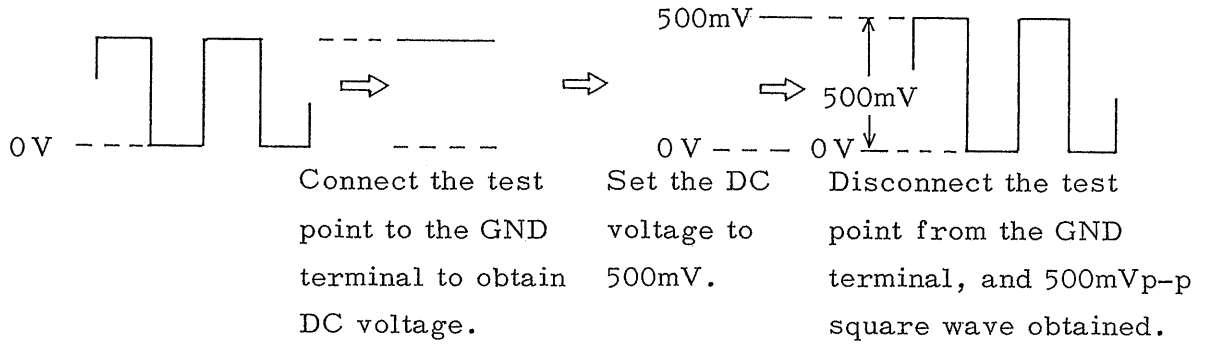 500mV
500mV
0V
0V
0V
Connect the test
point to the GND
terminal to obtain
DC voltage.
Set the DC
voltage to
500mV.
Disconnect the test
point from the GND
terminal, and 500mVp-p
square wave obtained.